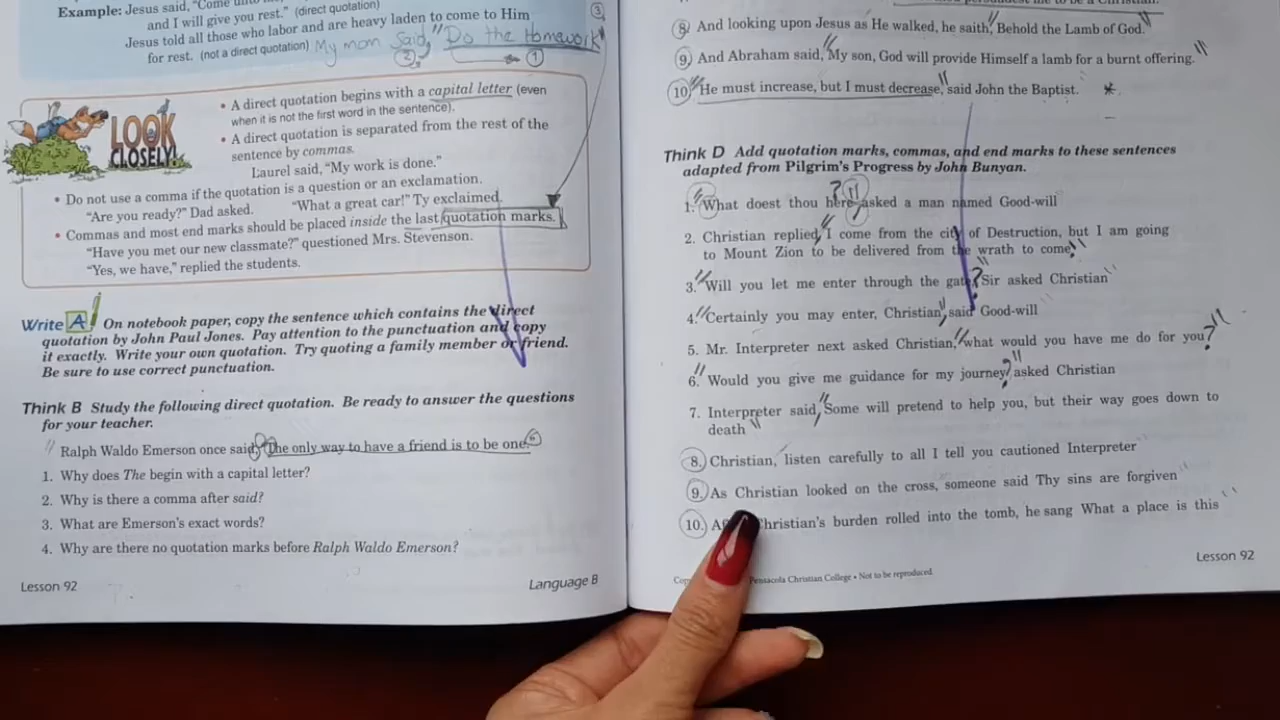 Example: Jesus said, "Come unto
and I will give you rest." (direct quotation)
Jesus told all those who labor and are heavy laden to come to Him
for rest. (not a direct quotation) My mom Said, "Do the Homework"
③
② ①
LOOK CLOSELY!
• A direct quotation begins with a capital letter (even
when it is not the first word in the sentence).
• A direct quotation is separated from the rest of the
sentence by commas.
Laurel said, "My work is done."
• Do not use a comma if the quotation is a question or an exclamation.
"Are you ready?" Dad asked. "What a great car!" Ty exclaimed.
• Commas and most end marks should be placed inside the last quotation marks.
"Have you met our new classmate?" questioned Mrs. Stevenson.
"Yes, we have," replied the students.
Write A On notebook paper, copy the sentence which contains the direct
quotation by John Paul Jones. Pay attention to the punctuation and copy
it exactly. Write your own quotation. Try quoting a family member or friend.
Be sure to use correct punctuation.
Think B Study the following direct quotation. Be ready to answer the questions
for your teacher.
Ralph Waldo Emerson once said, "The only way to have a friend is to be one."
1. Why does The begin with a capital letter?
2. Why is there a comma after said?
3. What are Emerson's exact words?
4. Why are there no quotation marks before Ralph Waldo Emerson?
Lesson 92 Language B
to be a Christian.
8. And looking upon Jesus as He walked, he saith, "Behold the Lamb of God."
9. And Abraham said, "My son, God will provide Himself a lamb for a burnt offering."
10. "He must increase, but I must decrease," said John the Baptist. *
Think D Add quotation marks, commas, and end marks to these sentences
adapted from Pilgrim's Progress by John Bunyan.
1. "What doest thou here?" asked a man named Good-will
2. Christian replied, "I come from the city of Destruction, but I am going
to Mount Zion to be delivered from the wrath to come."
3. "Will you let me enter through the gate?" Sir asked Christian"
4. "Certainly you may enter, Christian," said Good-will
5. Mr. Interpreter next asked Christian, "what would you have me do for you?"
6. "Would you give me guidance for my journey?" asked Christian
7. Interpreter said, "Some will pretend to help you, but their way goes down to
death"
8. Christian, "listen carefully to all I tell you cautioned Interpreter"
9. As Christian looked on the cross, someone said Thy sins are forgiven"
10. Christian's burden rolled into the tomb, he sang What a place is this"
Lesson 92
Pensacola Christian College • Not to be reproduced.